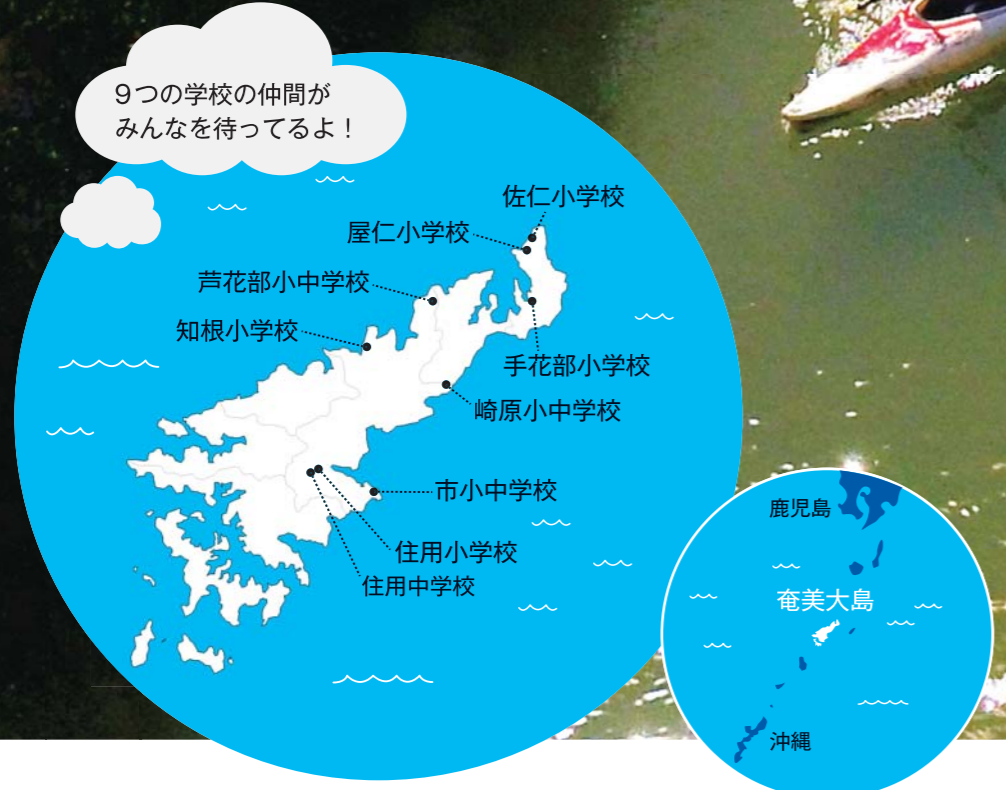 9つの学校の仲間が
みんなを待ってるよ！
佐仁小学校
屋仁小学校
芦花部小中学校
知根小学校
手花部小学校
崎原小中学校
市小中学校
住用小学校
住用中学校
鹿児島
奄美大島
沖縄